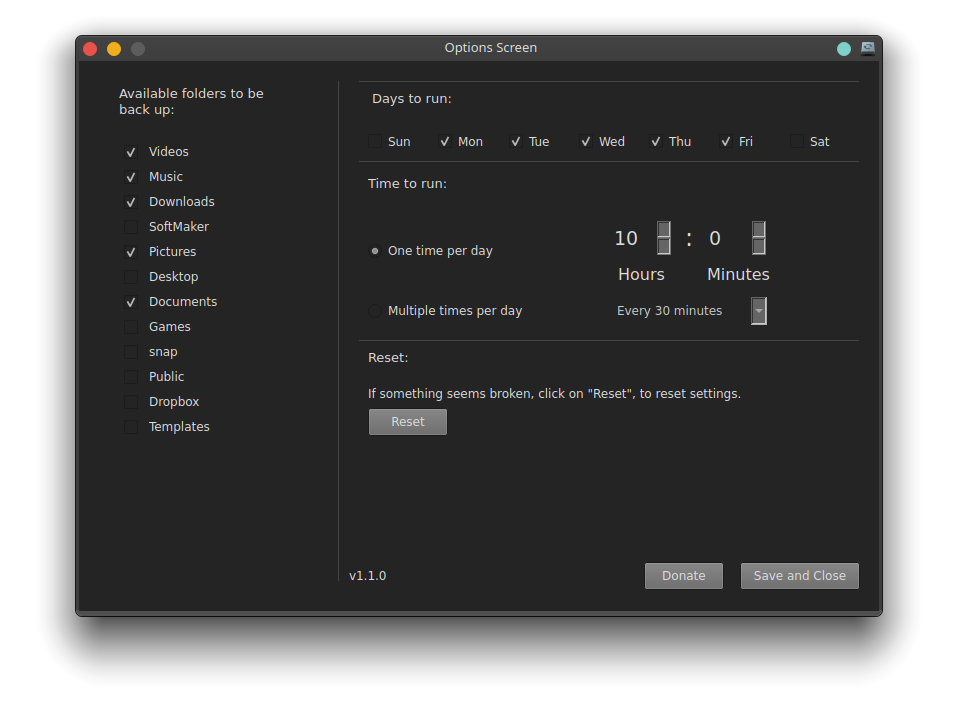 Options Screen
Available folders to be
back up:
Videos
Music
Downloads
SoftMaker
Pictures
Desktop
Documents
Games
snap
Public
Dropbox
Templates
Days to run:
Sun Mon Tue Wed Thu Fri Sat
Time to run:
One time per day
10 : 0
Hours Minutes
Multiple times per day Every 30 minutes
Reset:
If something seems broken, click on "Reset", to reset settings.
Reset
v1.1.0 Donate Save and Close